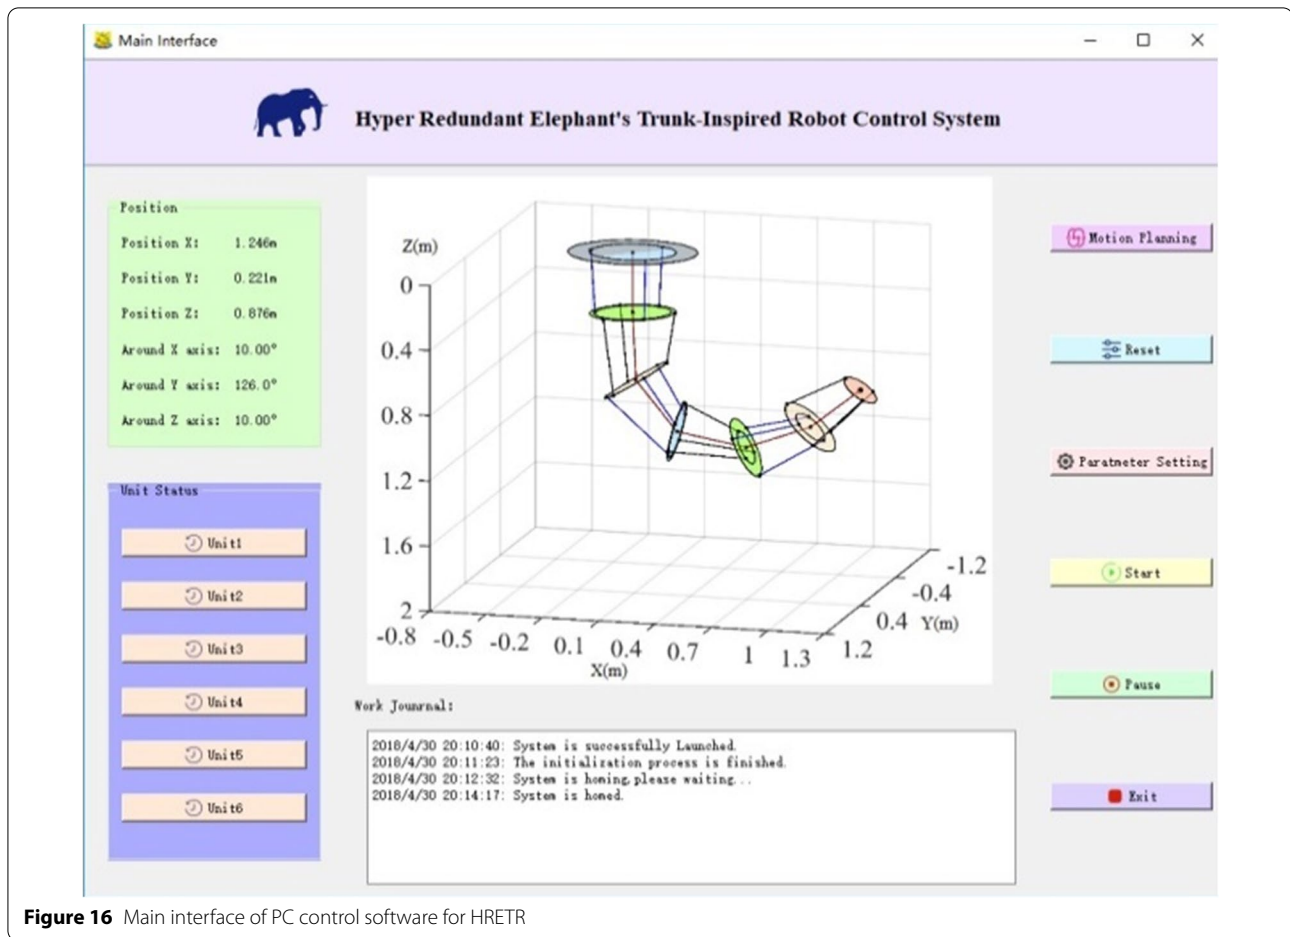 Main Interface
Hyper Redundant Elephant's Trunk-Inspired Robot Control System
Position
Position X: 1.246m
Position Y: 0.221m
Position Z: 0.876m
Around X axis: 10.00°
Around Y axis: 126.0°
Around Z axis: 10.00°
Unit Status
Unit1
Unit2
Unit3
Unit4
Unit5
Unit6
Z(m)
0
0.4
0.8
1.2
1.6
2
-0.8 -0.5 -0.2 0.1 0.4 0.7 1 1.3
X(m)
-1.2
-0.4
0.4 Y(m)
1.2
Work Jounrnal:
2018/4/30 20:10:40: System is successfully Launched.
2018/4/30 20:11:23: The initialization process is finished.
2018/4/30 20:12:32: System is homing,please waiting...
2018/4/30 20:14:17: System is homed.
Motion Planning
Reset
Paratmeter Setting
Start
Pause
Exit
Figure 16 Main interface of PC control software for HRETR